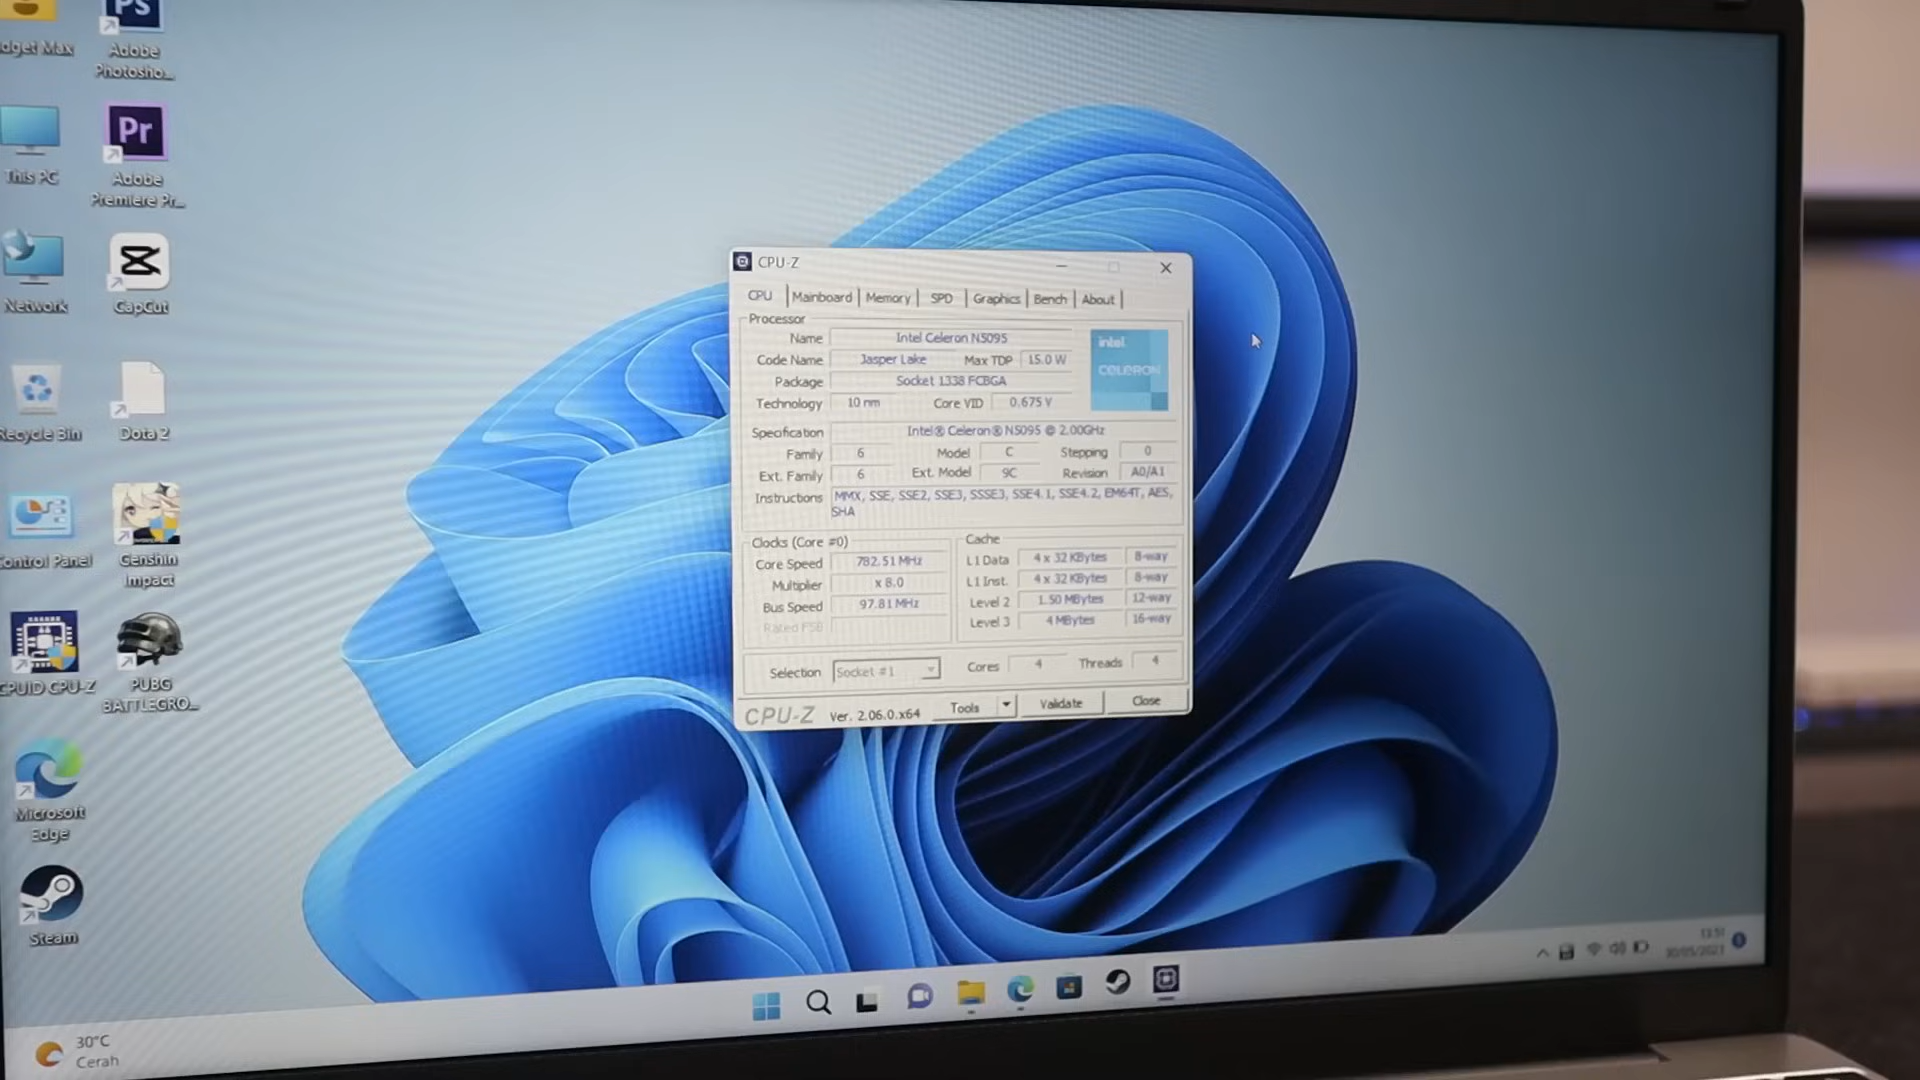 PS
Adobe
Photosho...
This PC
Pr
Adobe
Premiere Pr...
Network
CapCut
Recycle Bin
Dota 2
Control Panel
Genshin
Impact
CPUID CPU-Z
PUBG
BATTLEGRO...
Microsoft
Edge
Steam
CPU-Z
CPU Mainboard Memory SPD Graphics Bench About
Processor
Name Intel Celeron N5095
Code Name Jasper Lake Max TDP 15.0 W
Package Socket 1338 FCBGA
Technology 10 nm Core VID 0.675 V
intel
CELERON
Specification Intel® Celeron® N5095 @ 2.00GHz
Family 6 Model C Stepping 0
Ext. Family 6 Ext. Model 9C Revision A0/A1
Instructions MMX, SSE, SSE2, SSE3, SSSE3, SSE4.1, SSE4.2, EM64T, AES,
SHA
Clocks (Core #0)
Core Speed 782.51 MHz
Multiplier x 8.0
Bus Speed 97.81 MHz
Rated FSB
Cache
L1 Data 4 x 32 KBytes 8-way
L1 Inst. 4 x 32 KBytes 8-way
Level 2 1.50 MBytes 12-way
Level 3 4 MBytes 16-way
Selection Socket #1 Cores 4 Threads 4
CPU-Z Ver. 2.06.0.x64 Tools Validate Close
30°C
Cerah
13:51